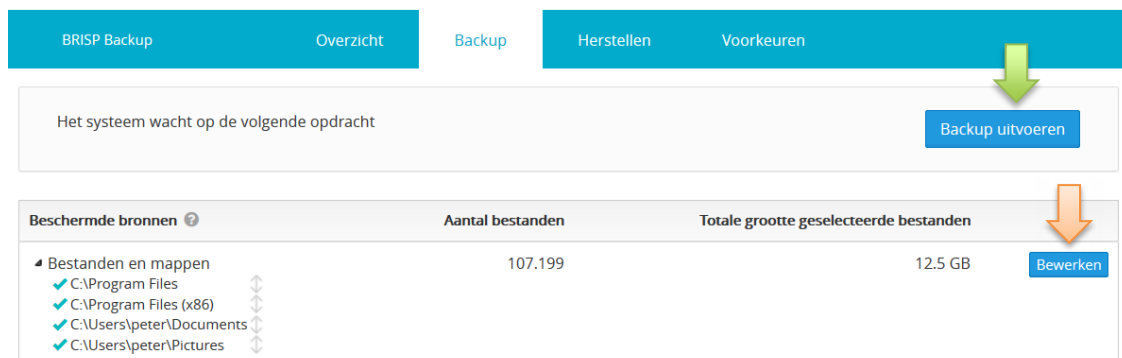 BRISP Backup Overzicht Backup Herstellen Voorkeuren
Het systeem wacht op de volgende opdracht
Backup uitvoeren
Beschermde bronnen ? Aantal bestanden Totale grootte geselecteerde bestanden
Bestanden en mappen 107.199 12.5 GB Bewerken
C:\Program Files
C:\Program Files (x86)
C:\Users\peter\Documents
C:\Users\peter\Pictures